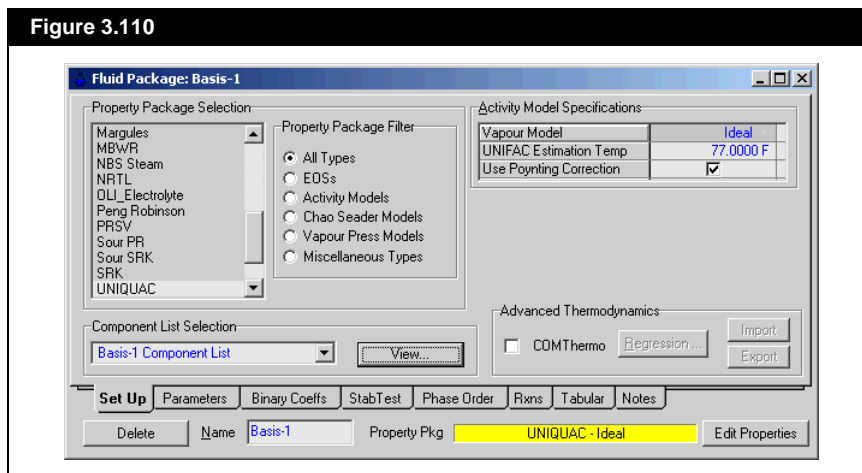 Figure 3.110
Fluid Package: Basis-1
Property Package Selection
Margules
MBWR
NBS Steam
NRTL
OLI_Electrolyte
Peng Robinson
PRSV
Sour PR
Sour SRK
SRK
UNIQUAC
Property Package Filter
All Types
EOSs
Activity Models
Chao Seader Models
Vapour Press Models
Miscellaneous Types
Activity Model Specifications
Vapour Model Ideal
UNIFAC Estimation Temp 77.0000 F
Use Poynting Correction
Component List Selection
Basis-1 Component List
View...
Advanced Thermodynamics
COMThermo
Regression ...
Import
Export
Set Up Parameters Binary Coeffs StabTest Phase Order Rxns Tabular Notes
Delete Name Basis-1 Property Pkg UNIQUAC - Ideal Edit Properties